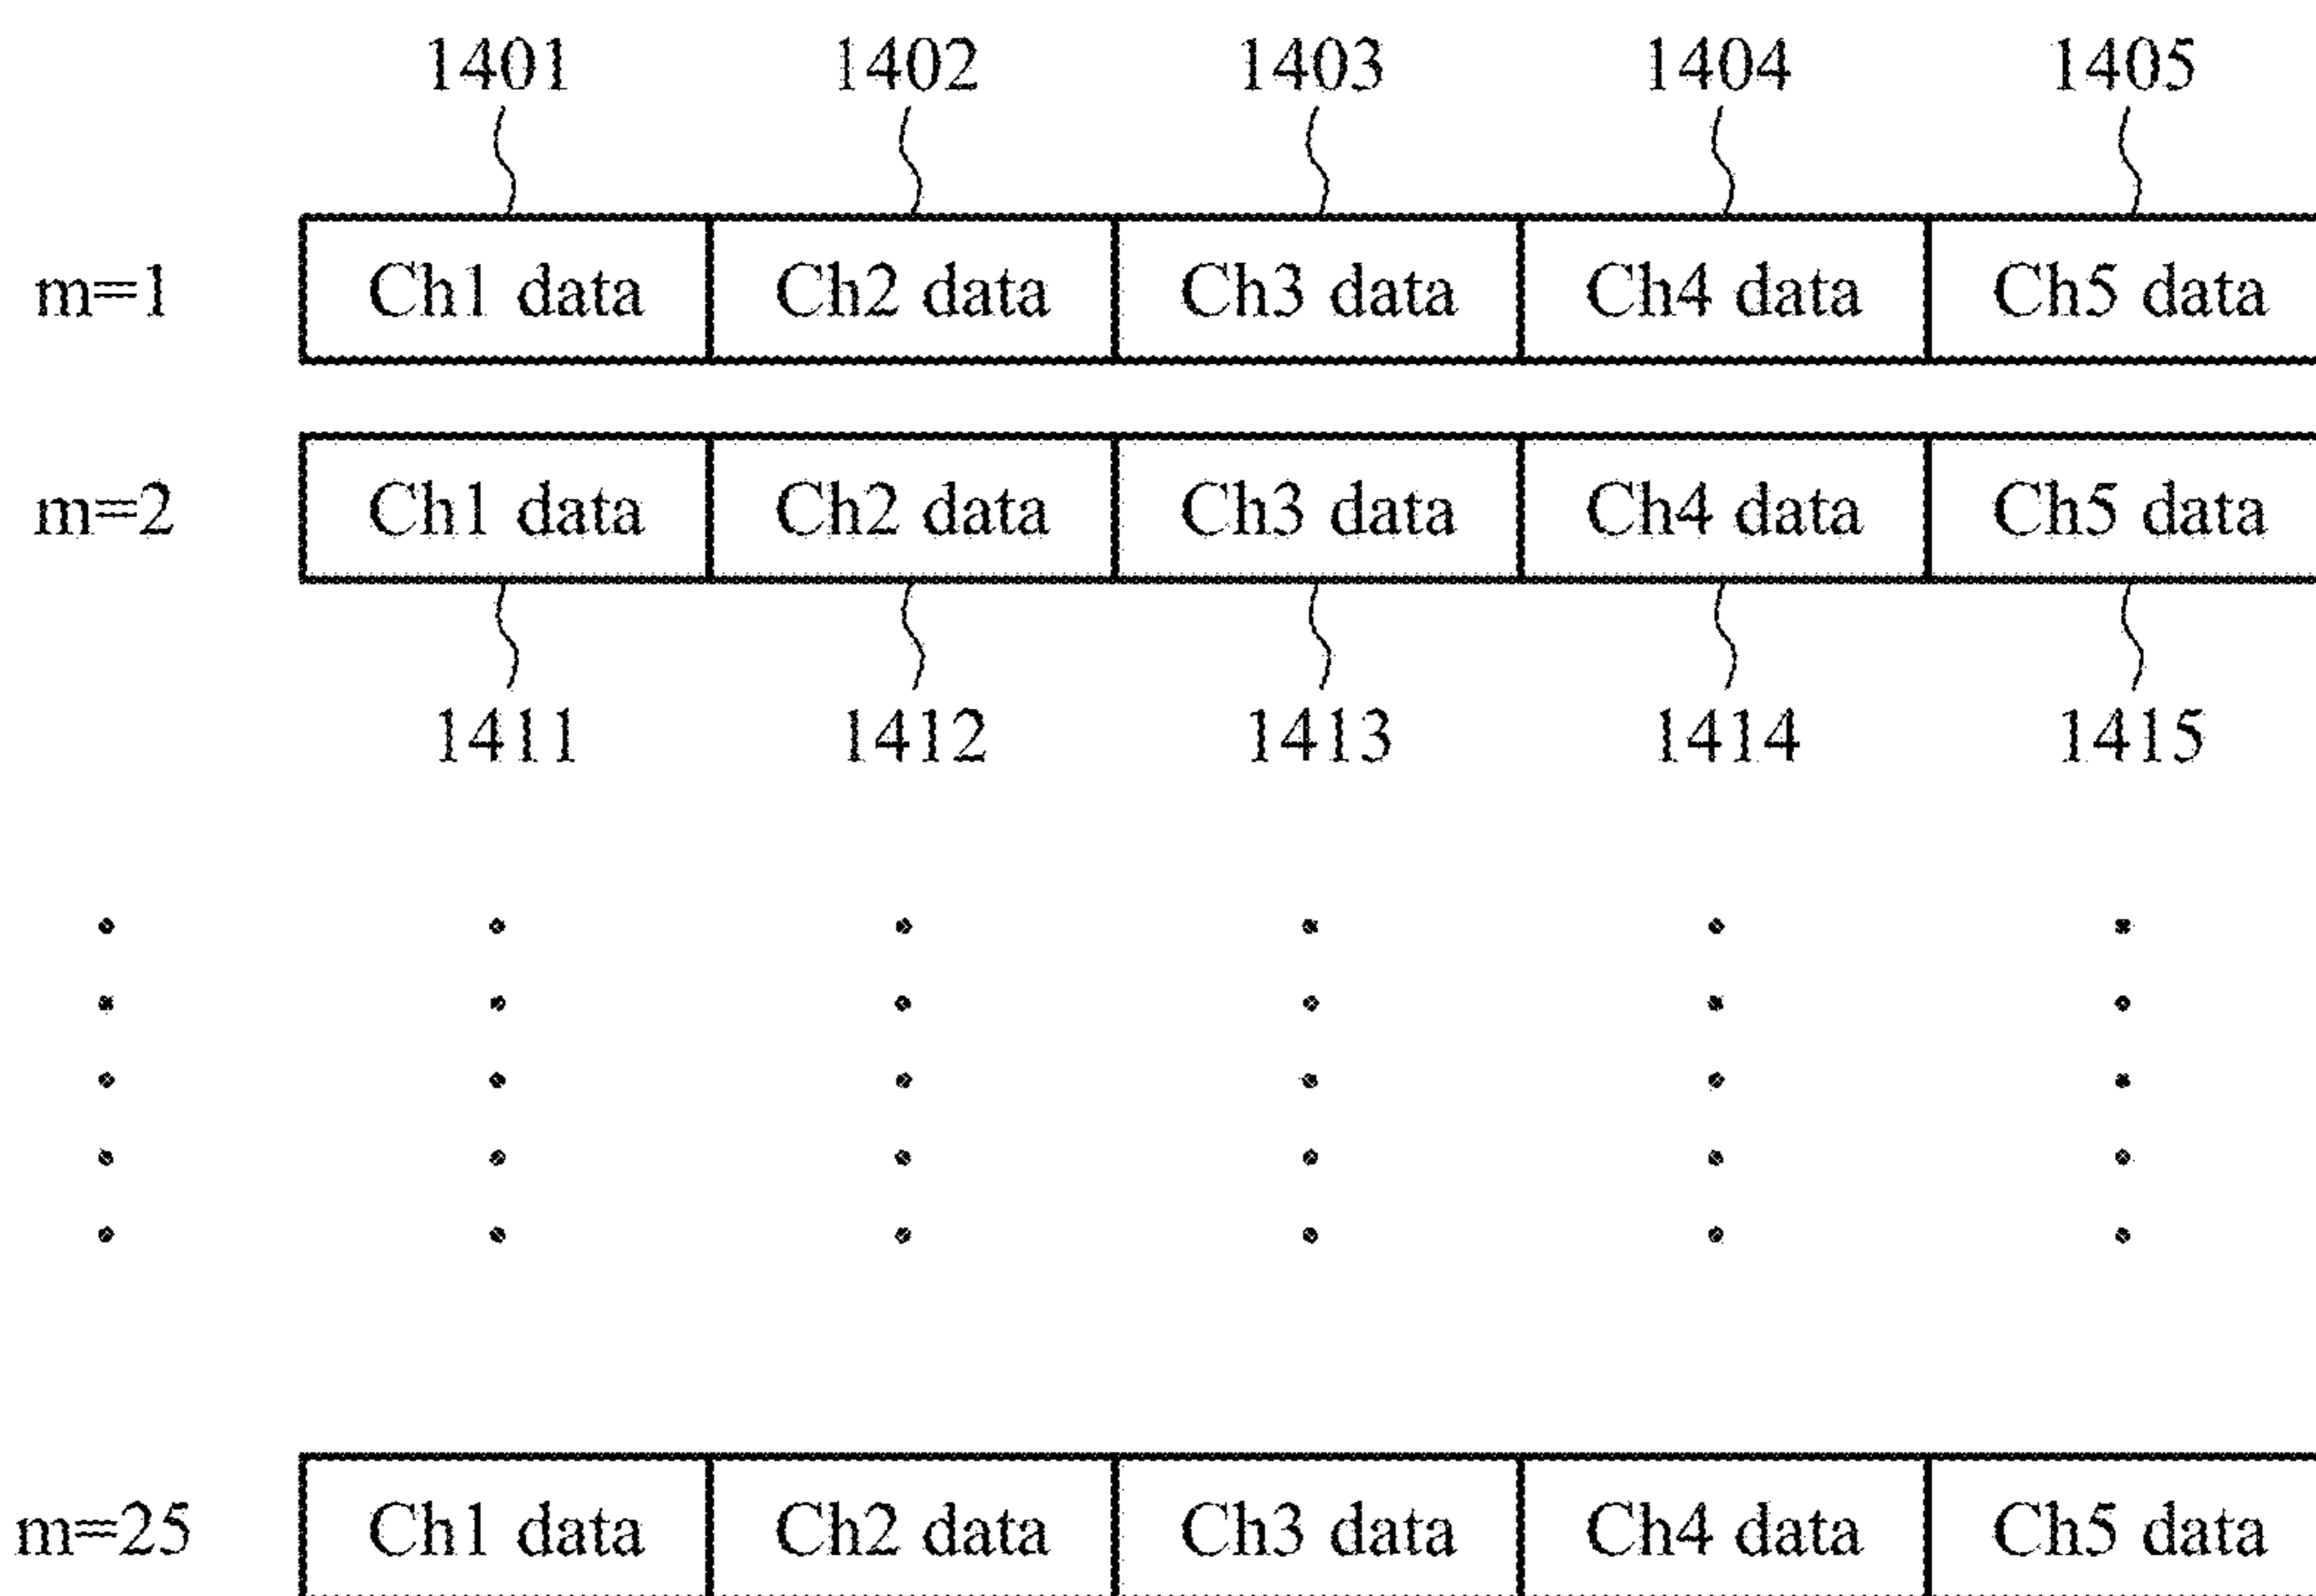 1401 1402 1403 1404 1405
m=1 Ch1 data Ch2 data Ch3 data Ch4 data Ch5 data
m=2 Ch1 data Ch2 data Ch3 data Ch4 data Ch5 data
1411 1412 1413 1414 1415
m=25 Ch1 data Ch2 data Ch3 data Ch4 data Ch5 data